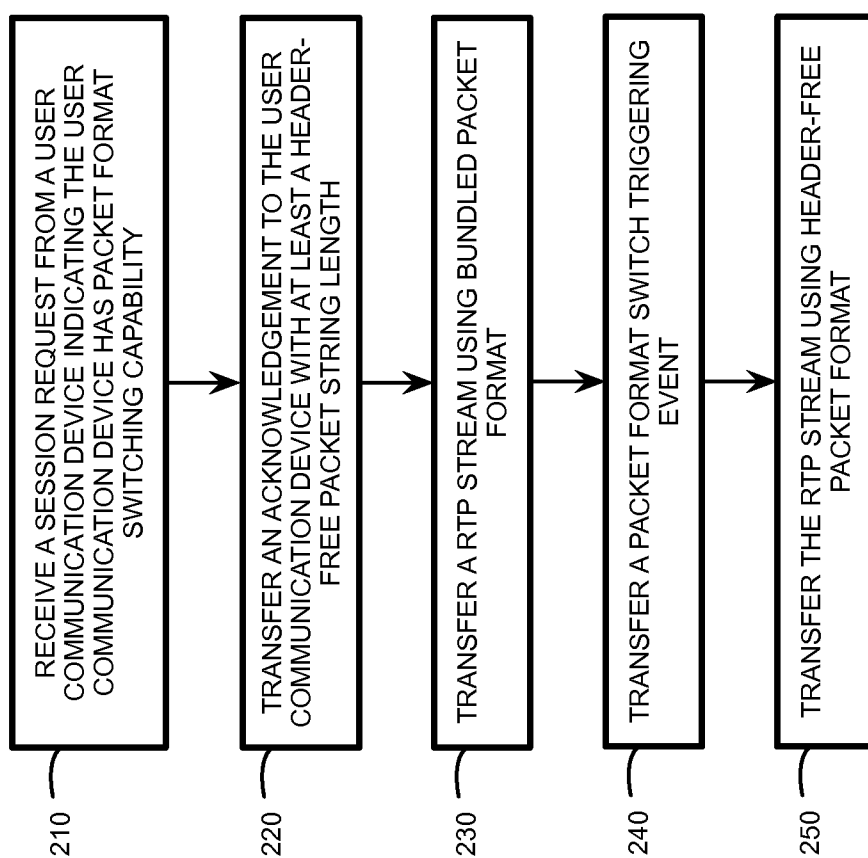 RECEIVE A SESSION REQUEST FROM A USER
COMMUNICATION DEVICE INDICATING THE USER
COMMUNICATION DEVICE HAS PACKET FORMAT
SWITCHING CAPABILITY
210
TRANSFER AN ACKNOWLEDGEMENT TO THE USER
COMMUNICATION DEVICE WITH AT LEAST A HEADER-
FREE PACKET STRING LENGTH
220
TRANSFER A RTP STREAM USING BUNDLED PACKET
FORMAT
230
TRANSFER A PACKET FORMAT SWITCH TRIGGERING
EVENT
240
TRANSFER THE RTP STREAM USING HEADER-FREE
PACKET FORMAT
250